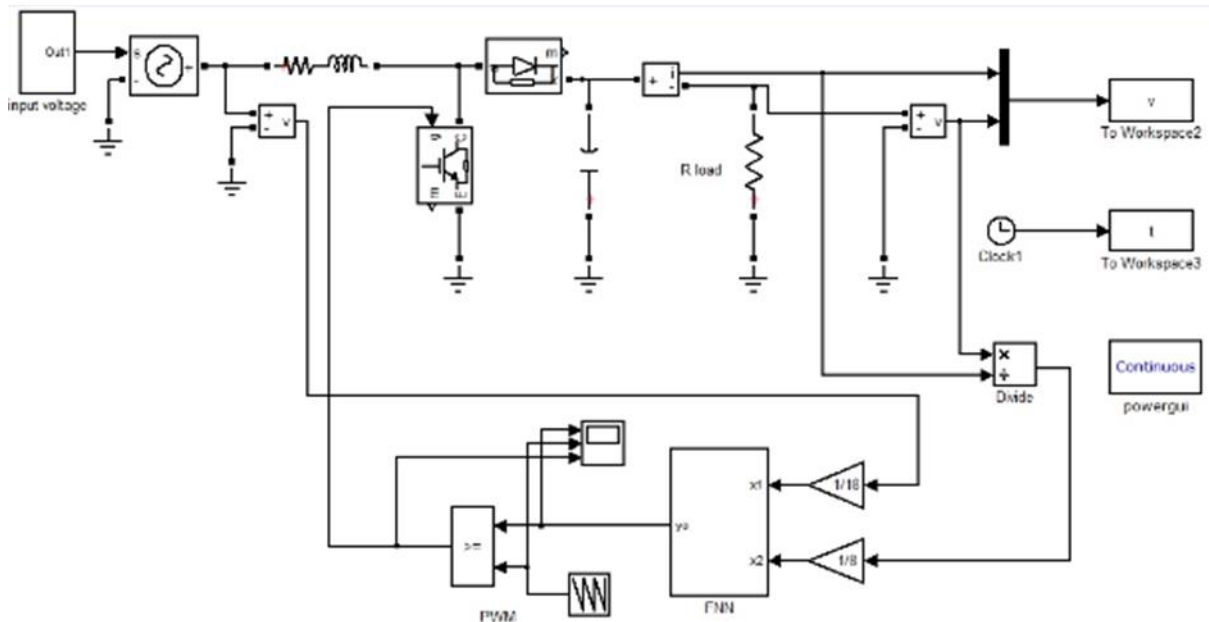 Out1
s
-
+
input voltage
+
-
v
g
C
m
E
m
+
i
-
R load
+
-
v
v
To Workspace2
Clock1
t
To Workspace3
×
÷
Divide
Continuous
powergui
x1
1/18
yo
>=
x2
1/8
PWM
FNN